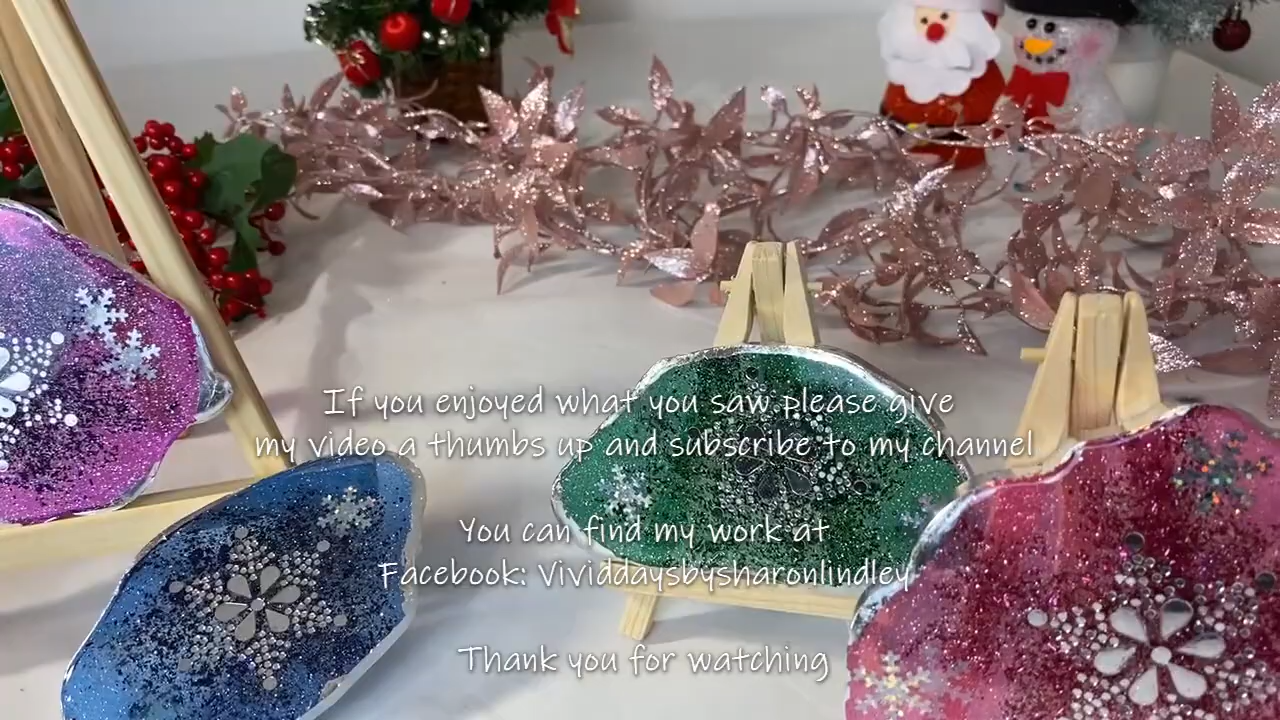 If you enjoyed what you saw please give
my video a thumbs up and subscribe to my channel
You can find my work at
Facebook: Vividdaysbysharonlindley
Thank you for watching